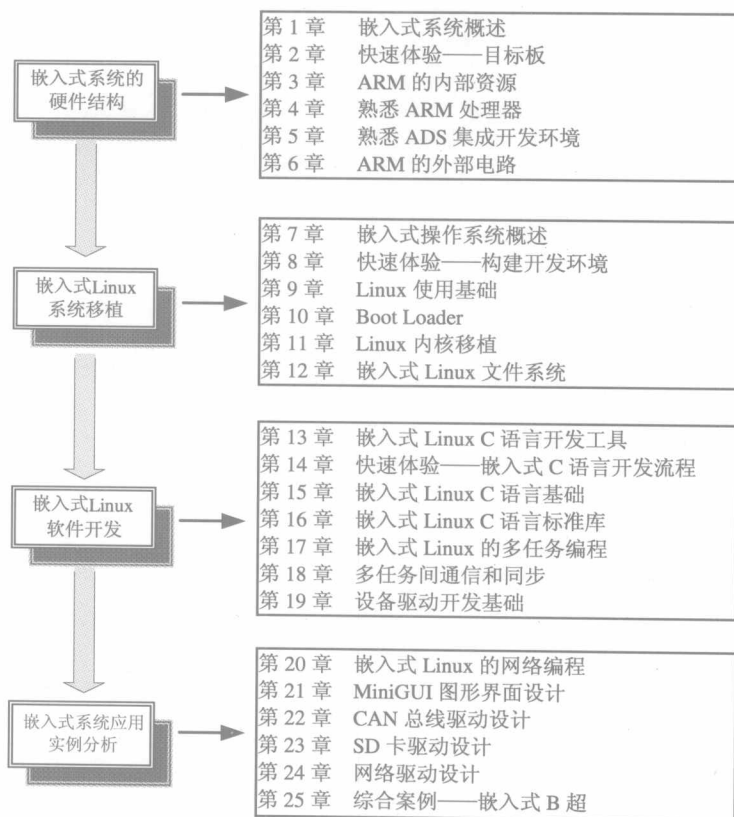 嵌入式系统的
硬件结构
第 1 章 嵌入式系统概述
第 2 章 快速体验——目标板
第 3 章 ARM 的内部资源
第 4 章 熟悉 ARM 处理器
第 5 章 熟悉 ADS 集成开发环境
第 6 章 ARM 的外部电路
嵌入式Linux
系统移植
第 7 章 嵌入式操作系统概述
第 8 章 快速体验——构建开发环境
第 9 章 Linux 使用基础
第 10 章 Boot Loader
第 11 章 Linux 内核移植
第 12 章 嵌入式 Linux 文件系统
嵌入式Linux
软件开发
第 13 章 嵌入式 Linux C 语言开发工具
第 14 章 快速体验——嵌入式 C 语言开发流程
第 15 章 嵌入式 Linux C 语言基础
第 16 章 嵌入式 Linux C 语言标准库
第 17 章 嵌入式 Linux 的多任务编程
第 18 章 多任务间通信和同步
第 19 章 设备驱动开发基础
嵌入式系统应用
实例分析
第 20 章 嵌入式 Linux 的网络编程
第 21 章 MiniGUI 图形界面设计
第 22 章 CAN 总线驱动设计
第 23 章 SD 卡驱动设计
第 24 章 网络驱动设计
第 25 章 综合案例——嵌入式 B 超